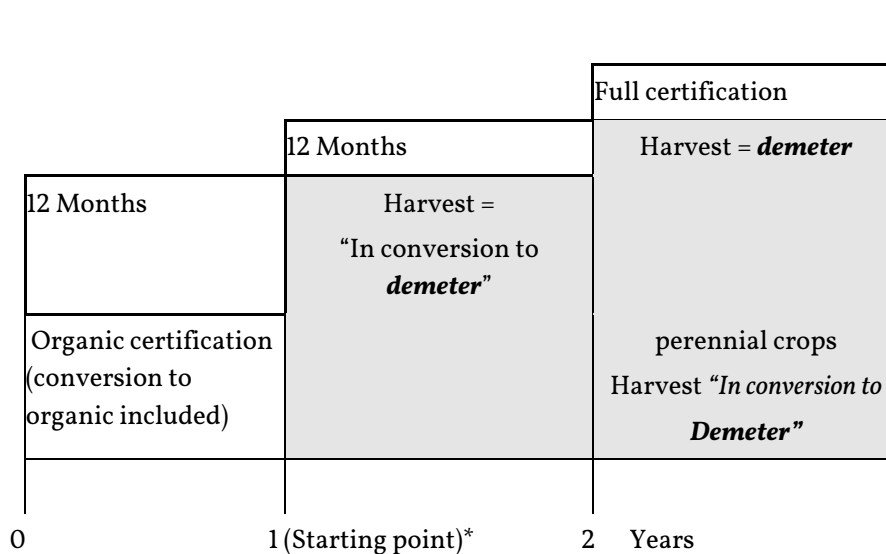 Full certification
12 Months
Harvest = demeter
12 Months
Harvest =
“In conversion to
demeter”
Organic certification
(conversion to
organic included)
perennial crops
Harvest “In conversion to
Demeter”
0
1 (Starting point)*
2
Years